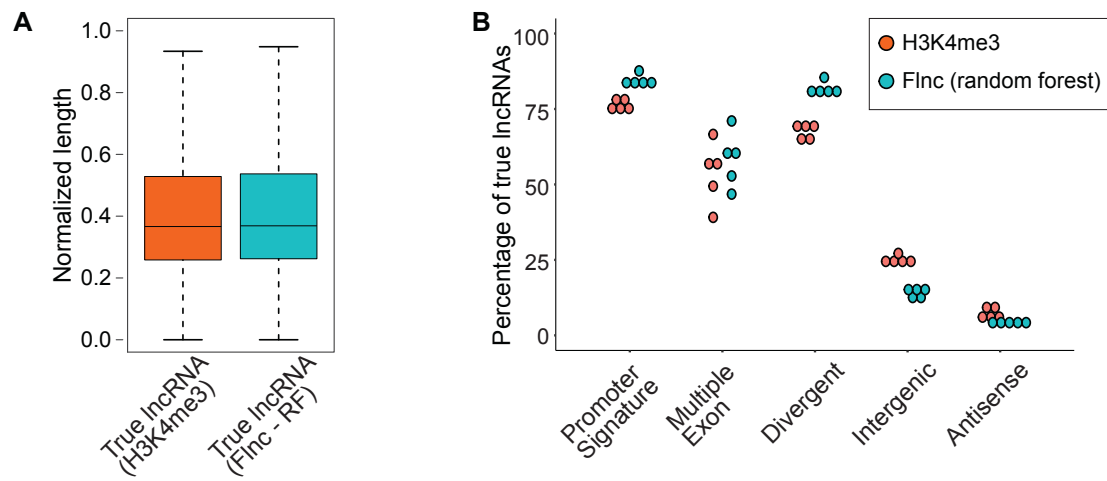 A
Normalized length
1.0
0.8
0.6
0.4
0.2
0.0
True lncRNA
(H3K4me3)
True lncRNA
(Flnc - RF)
B
Percentage of true lncRNAs
100
75
50
25
0
H3K4me3
Flnc (random forest)
Promoter
Signature
Multiple
Exon
Divergent
Intergenic
Antisense